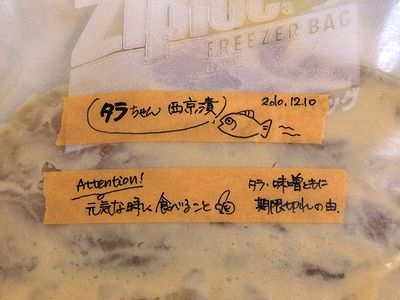 Ziploc®
FREEZER BAG
タラちゃん 西京漬 2010.12.10
Attention!
元気な時に食べること
タラ、味噌ともに
期限切れの由.